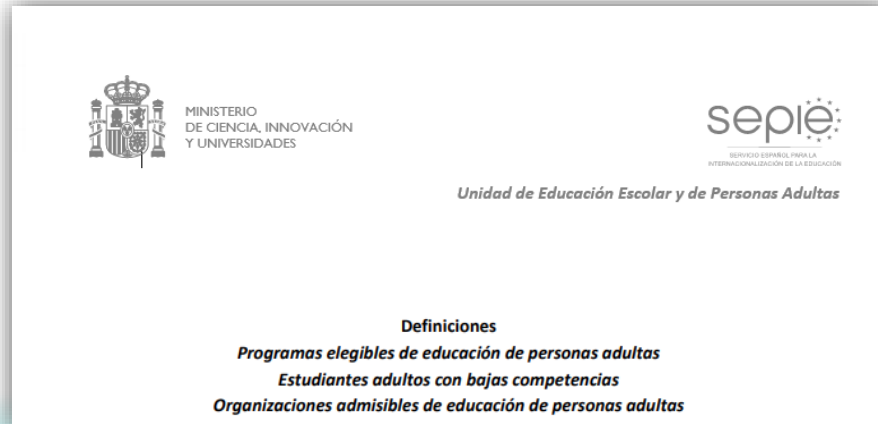 MINISTERIO
DE CIENCIA, INNOVACIÓN
Y UNIVERSIDADES
sepie
SERVICIO ESPAÑOL PARA LA
INTERNACIONALIZACIÓN DE LA EDUCACIÓN
Unidad de Educación Escolar y de Personas Adultas
Definiciones
Programas elegibles de educación de personas adultas
Estudiantes adultos con bajas competencias
Organizaciones admisibles de educación de personas adultas